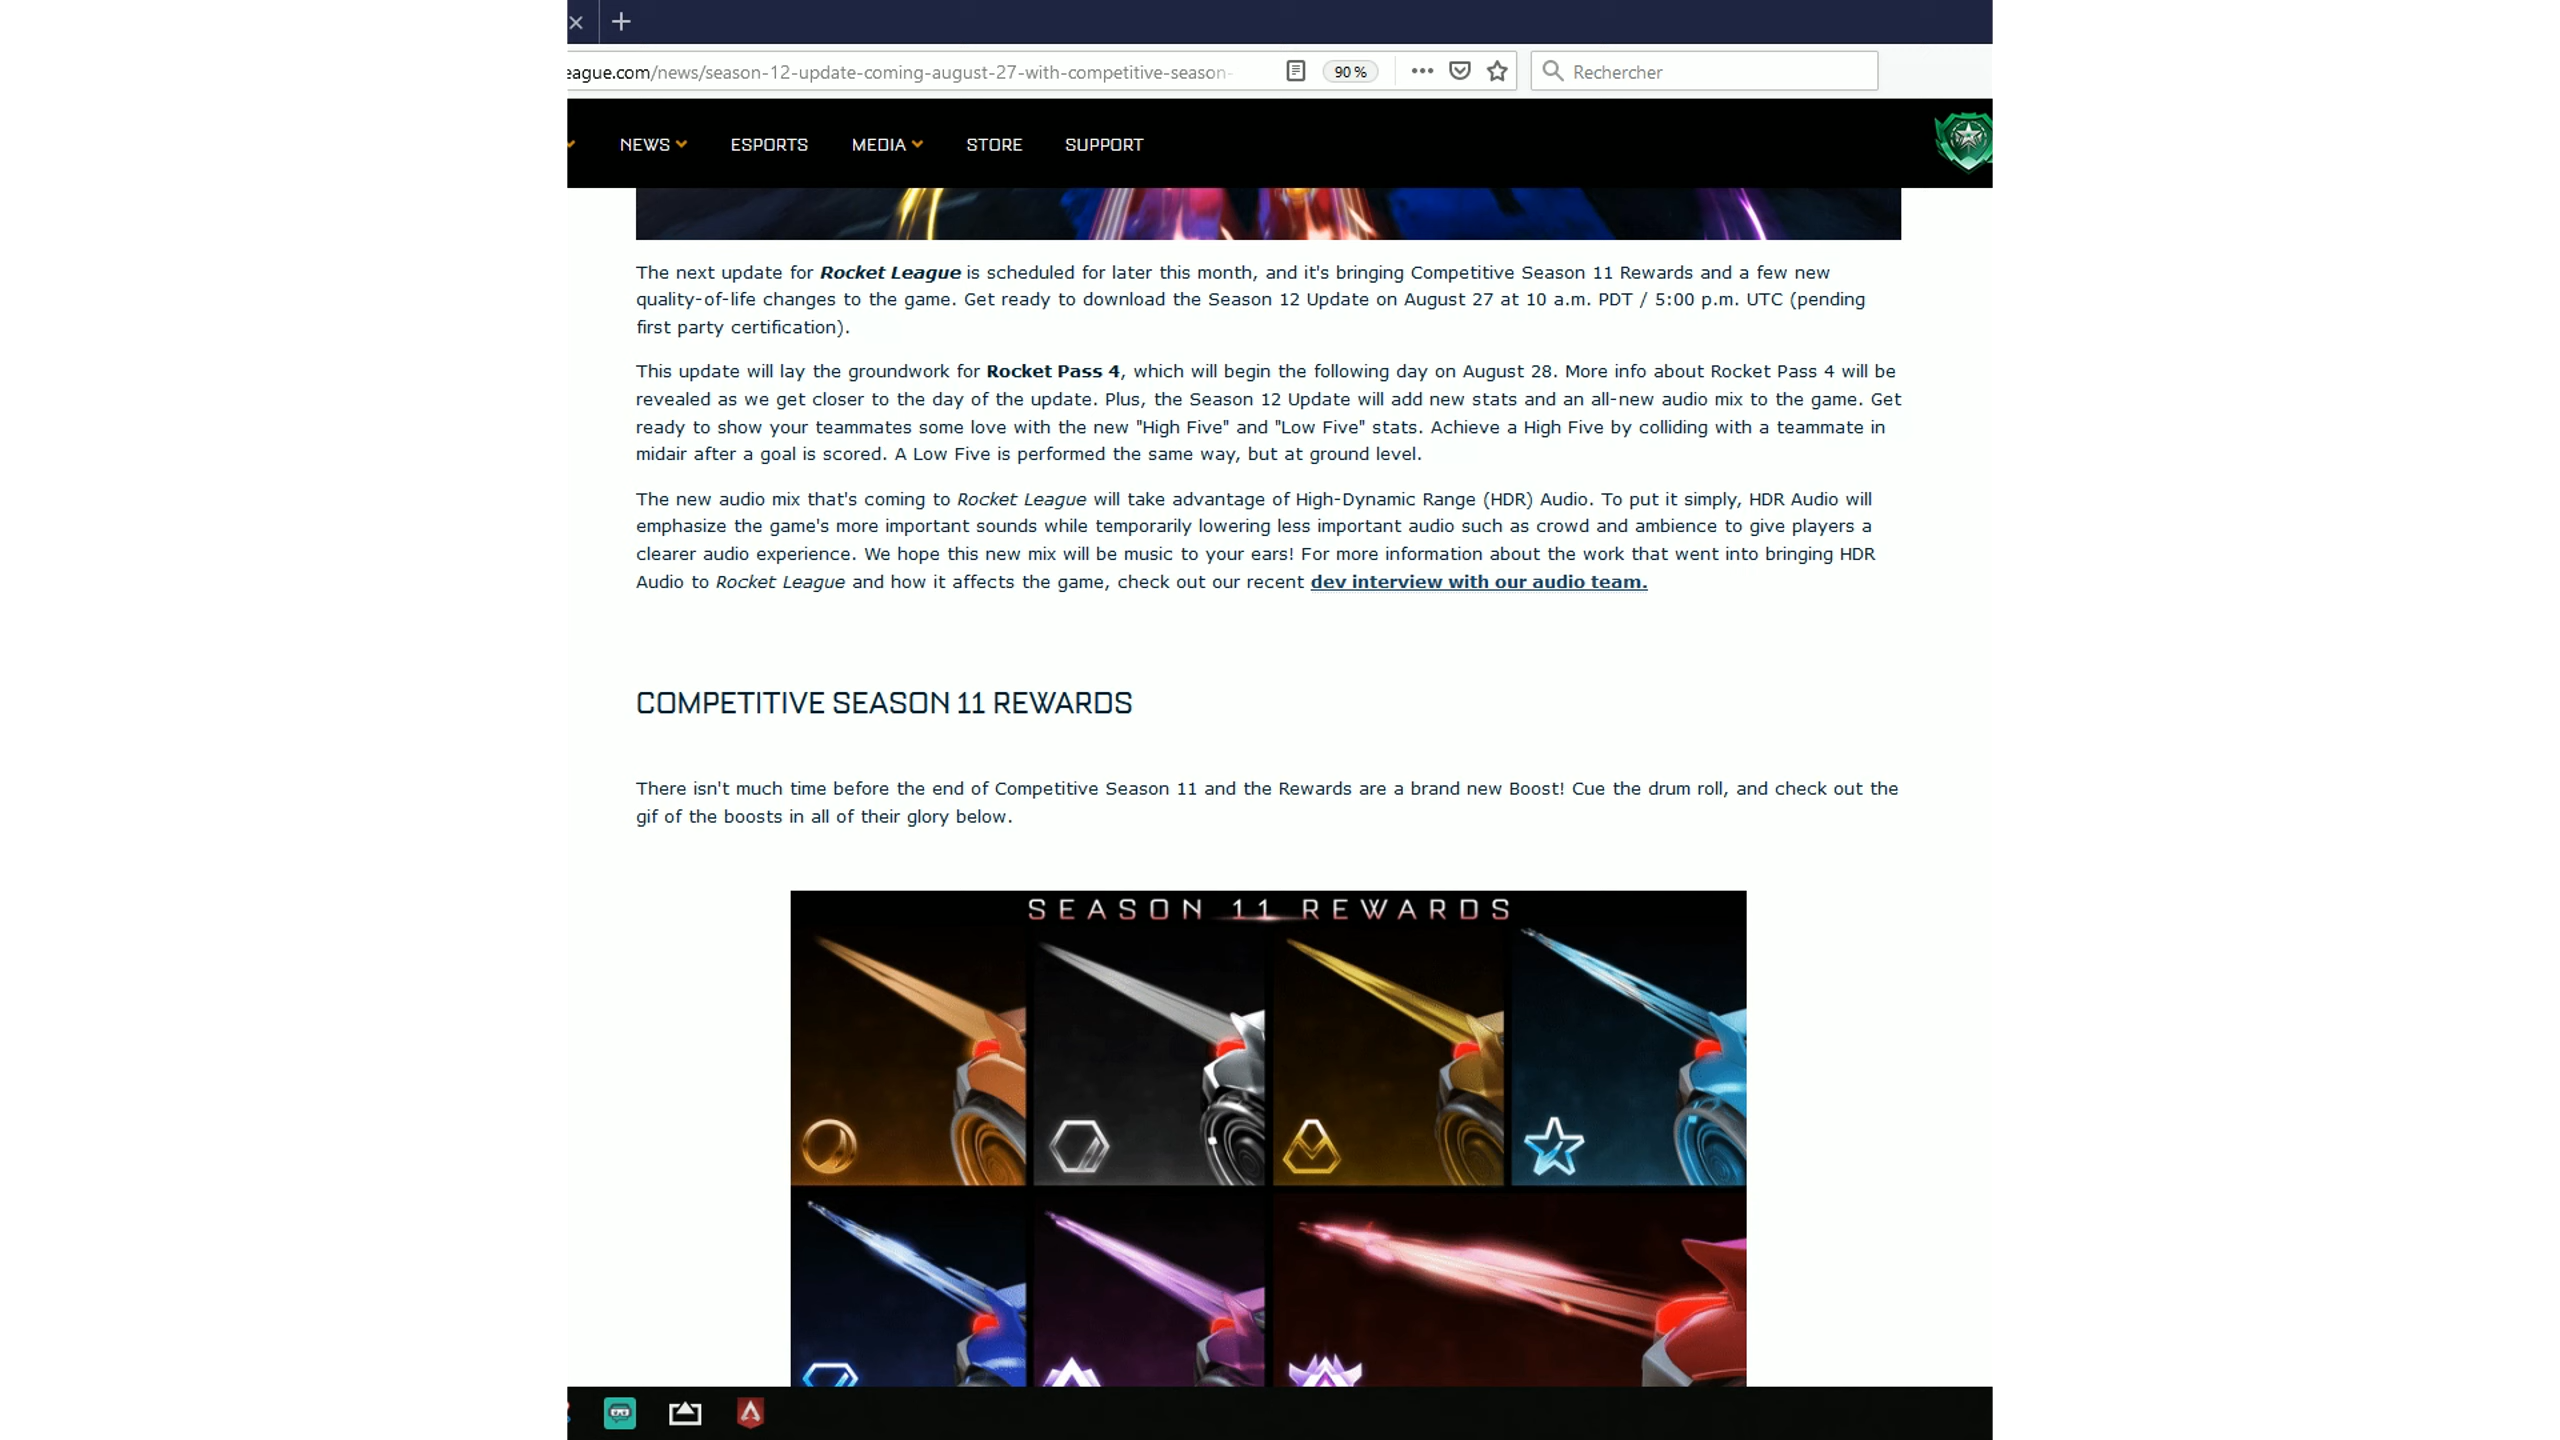 eague.com/news/season-12-update-coming-august-27-with-competitive-season-
90%
Rechercher
NEWS
ESPORTS
MEDIA
STORE
SUPPORT
The next update for Rocket League is scheduled for later this month, and it's bringing Competitive Season 11 Rewards and a few new
quality-of-life changes to the game. Get ready to download the Season 12 Update on August 27 at 10 a.m. PDT / 5:00 p.m. UTC (pending
first party certification).
This update will lay the groundwork for Rocket Pass 4, which will begin the following day on August 28. More info about Rocket Pass 4 will be
revealed as we get closer to the day of the update. Plus, the Season 12 Update will add new stats and an all-new audio mix to the game. Get
ready to show your teammates some love with the new "High Five" and "Low Five" stats. Achieve a High Five by colliding with a teammate in
midair after a goal is scored. A Low Five is performed the same way, but at ground level.
The new audio mix that's coming to Rocket League will take advantage of High-Dynamic Range (HDR) Audio. To put it simply, HDR Audio will
emphasize the game's more important sounds while temporarily lowering less important audio such as crowd and ambience to give players a
clearer audio experience. We hope this new mix will be music to your ears! For more information about the work that went into bringing HDR
Audio to Rocket League and how it affects the game, check out our recent dev interview with our audio team.
COMPETITIVE SEASON 11 REWARDS
There isn't much time before the end of Competitive Season 11 and the Rewards are a brand new Boost! Cue the drum roll, and check out the
gif of the boosts in all of their glory below.
SEASON 11 REWARDS